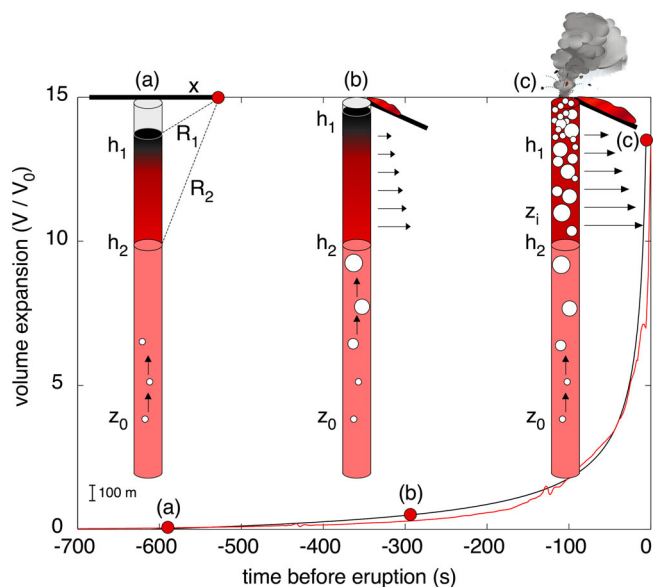 15
(a)
x
(b)
(c)
R₁
R₂
h₁
h₁
h₁
(c)
zᵢ
10
h₂
h₂
h₂
volume expansion (V / V₀)
5
z₀
z₀
z₀
100 m
(a)
(b)
0
-700
-600
-500
-400
-300
-200
-100
0
time before eruption (s)